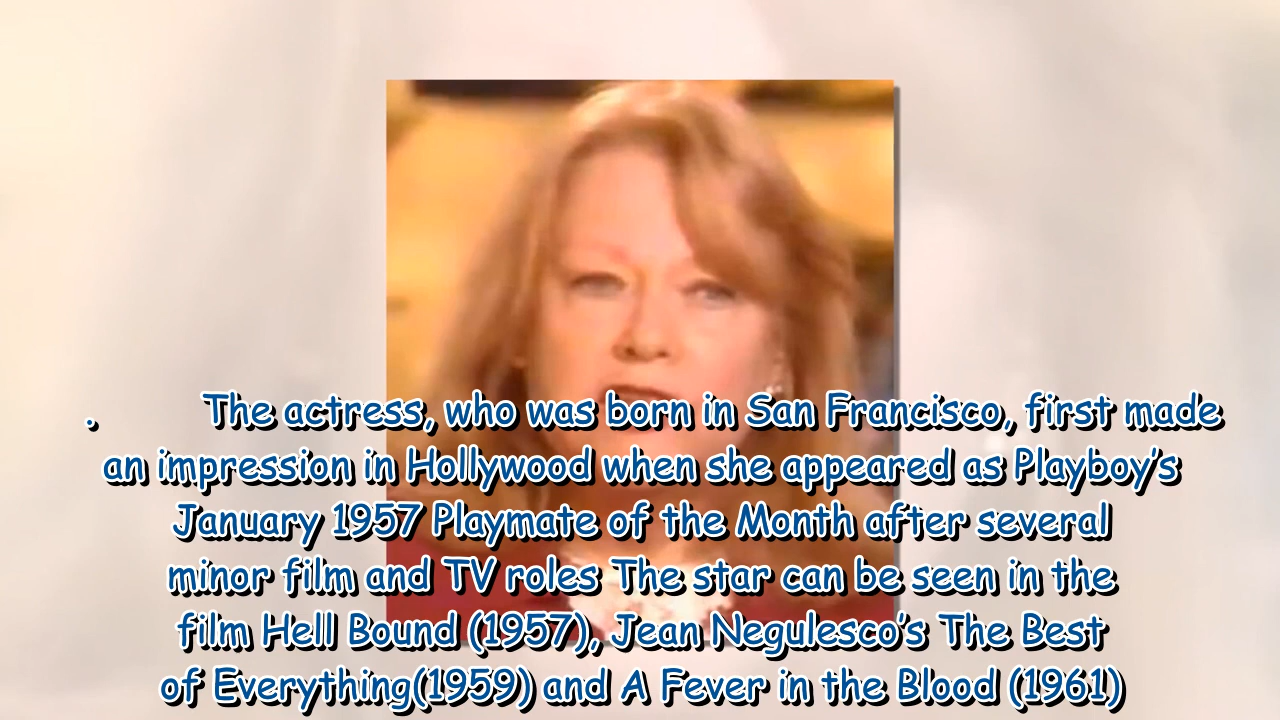 . The actress, who was born in San Francisco, first made
an impression in Hollywood when she appeared as Playboy's
January 1957 Playmate of the Month after several
minor film and TV roles The star can be seen in the
film Hell Bound (1957), Jean Negulesco's The Best
of Everything(1959) and A Fever in the Blood (1961)